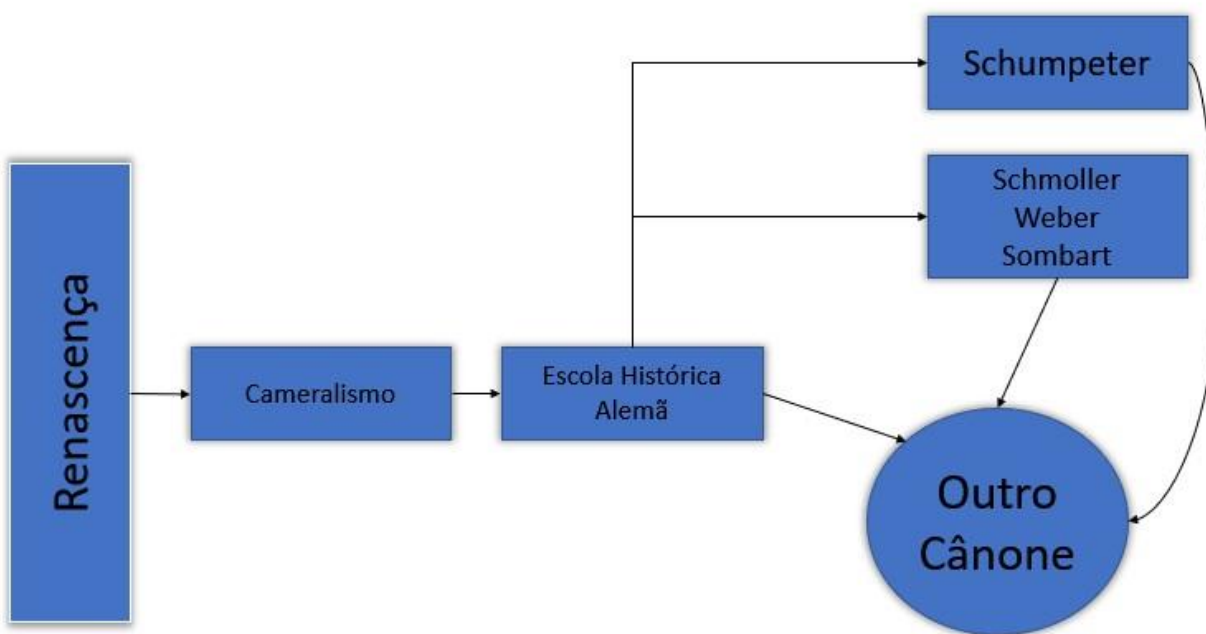 Renascença
Cameralismo
Escola Histórica
Alemã
Schumpeter
Schmoller
Weber
Sombart
Outro
Cânone